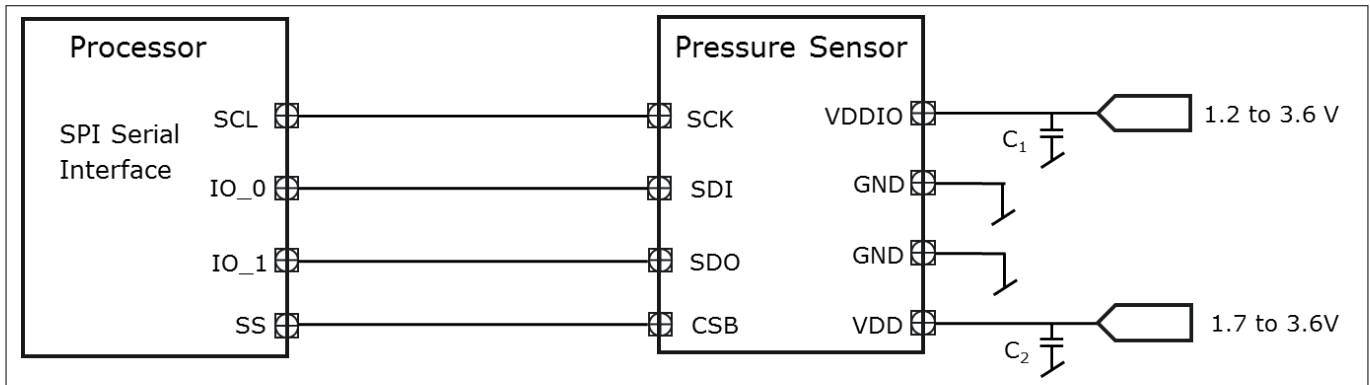 Processor
SPI Serial
Interface
SCL
IO_0
IO_1
SS
Pressure Sensor
SCK
SDI
SDO
CSB
VDDIO
GND
GND
VDD
C₁
1.2 to 3.6 V
C₂
1.7 to 3.6V